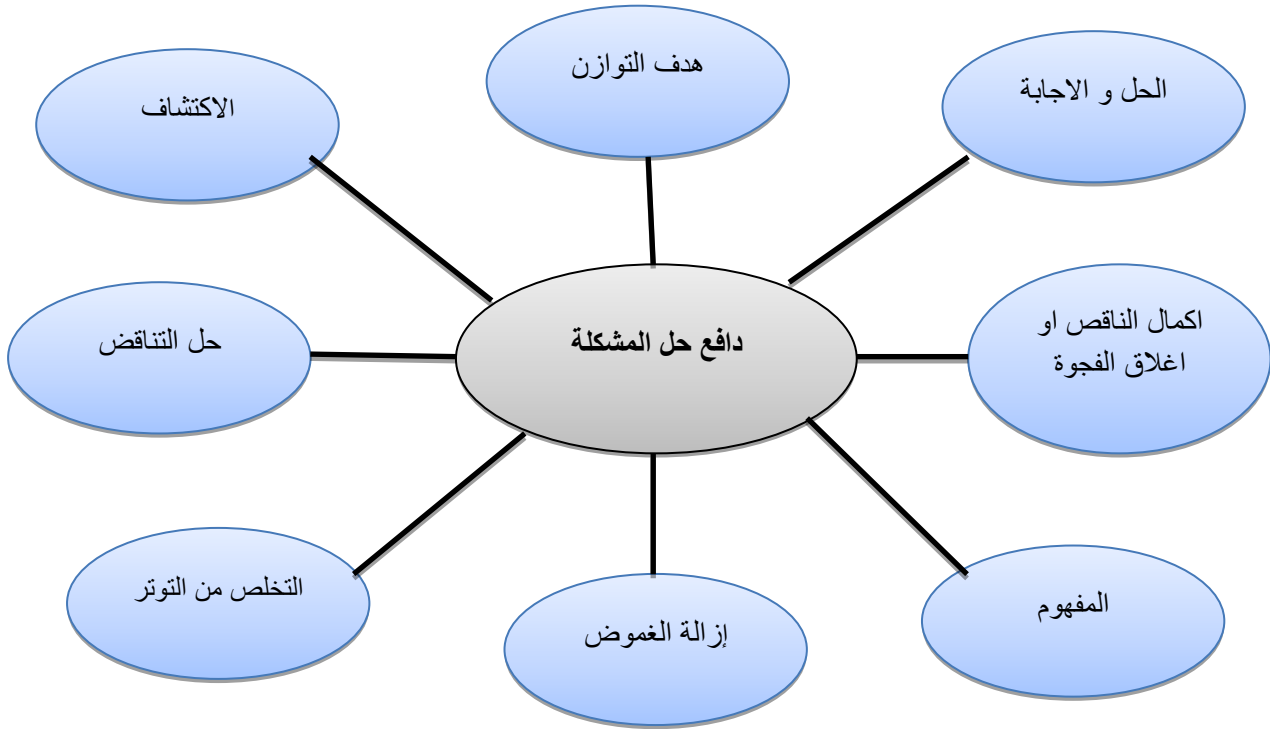 هدف التوازن
الحل و الاجابة
الاكتشاف
اكمال الناقص او
اغلاق الفجوة
دافع حل المشكلة
حل التناقض
المفهوم
إزالة الغموض
التخلص من التوتر